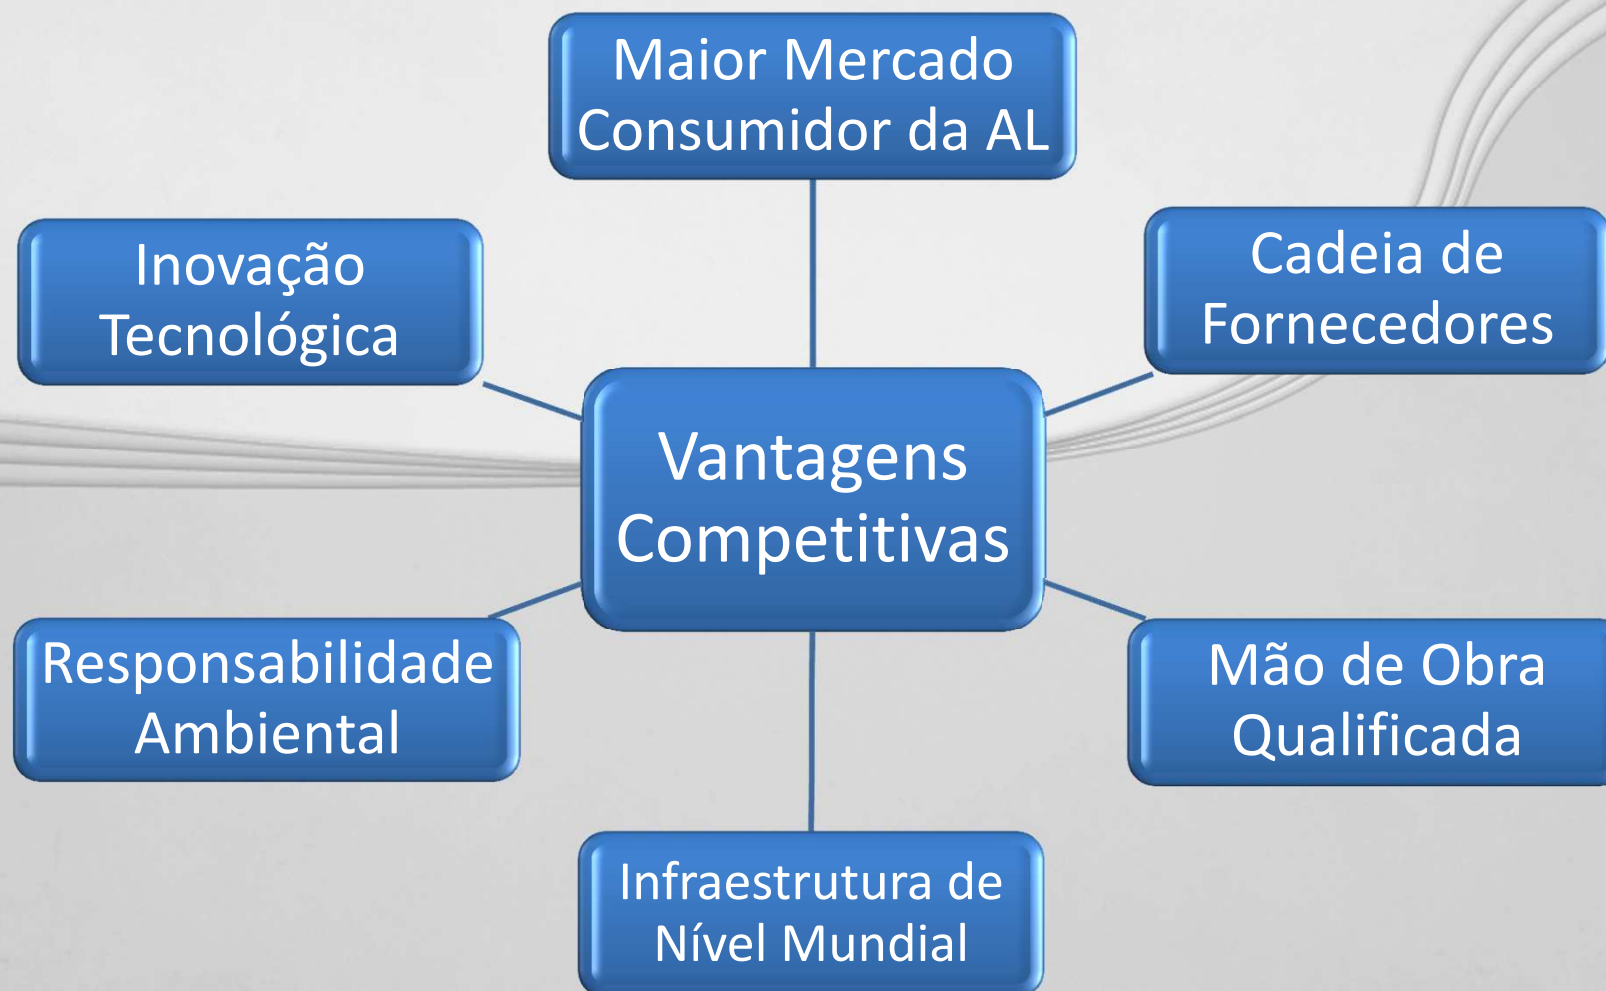 Maior Mercado
Consumidor da AL
Inovação
Tecnológica
Cadeia de
Fornecedores
Vantagens
Competitivas
Responsabilidade
Ambiental
Mão de Obra
Qualificada
Infraestrutura de
Nível Mundial